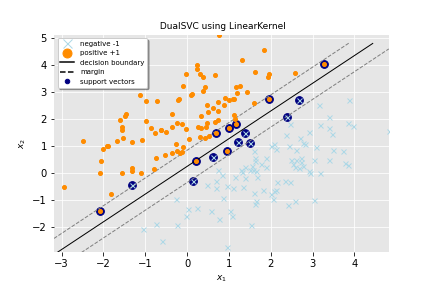 DualSVC using LinearKernel
negative -1
positive +1
decision boundary
margin
support vectors
x₂
5
4
3
2
1
0
−1
−2
−3 −2 −1 0 1 2 3 4
x₁